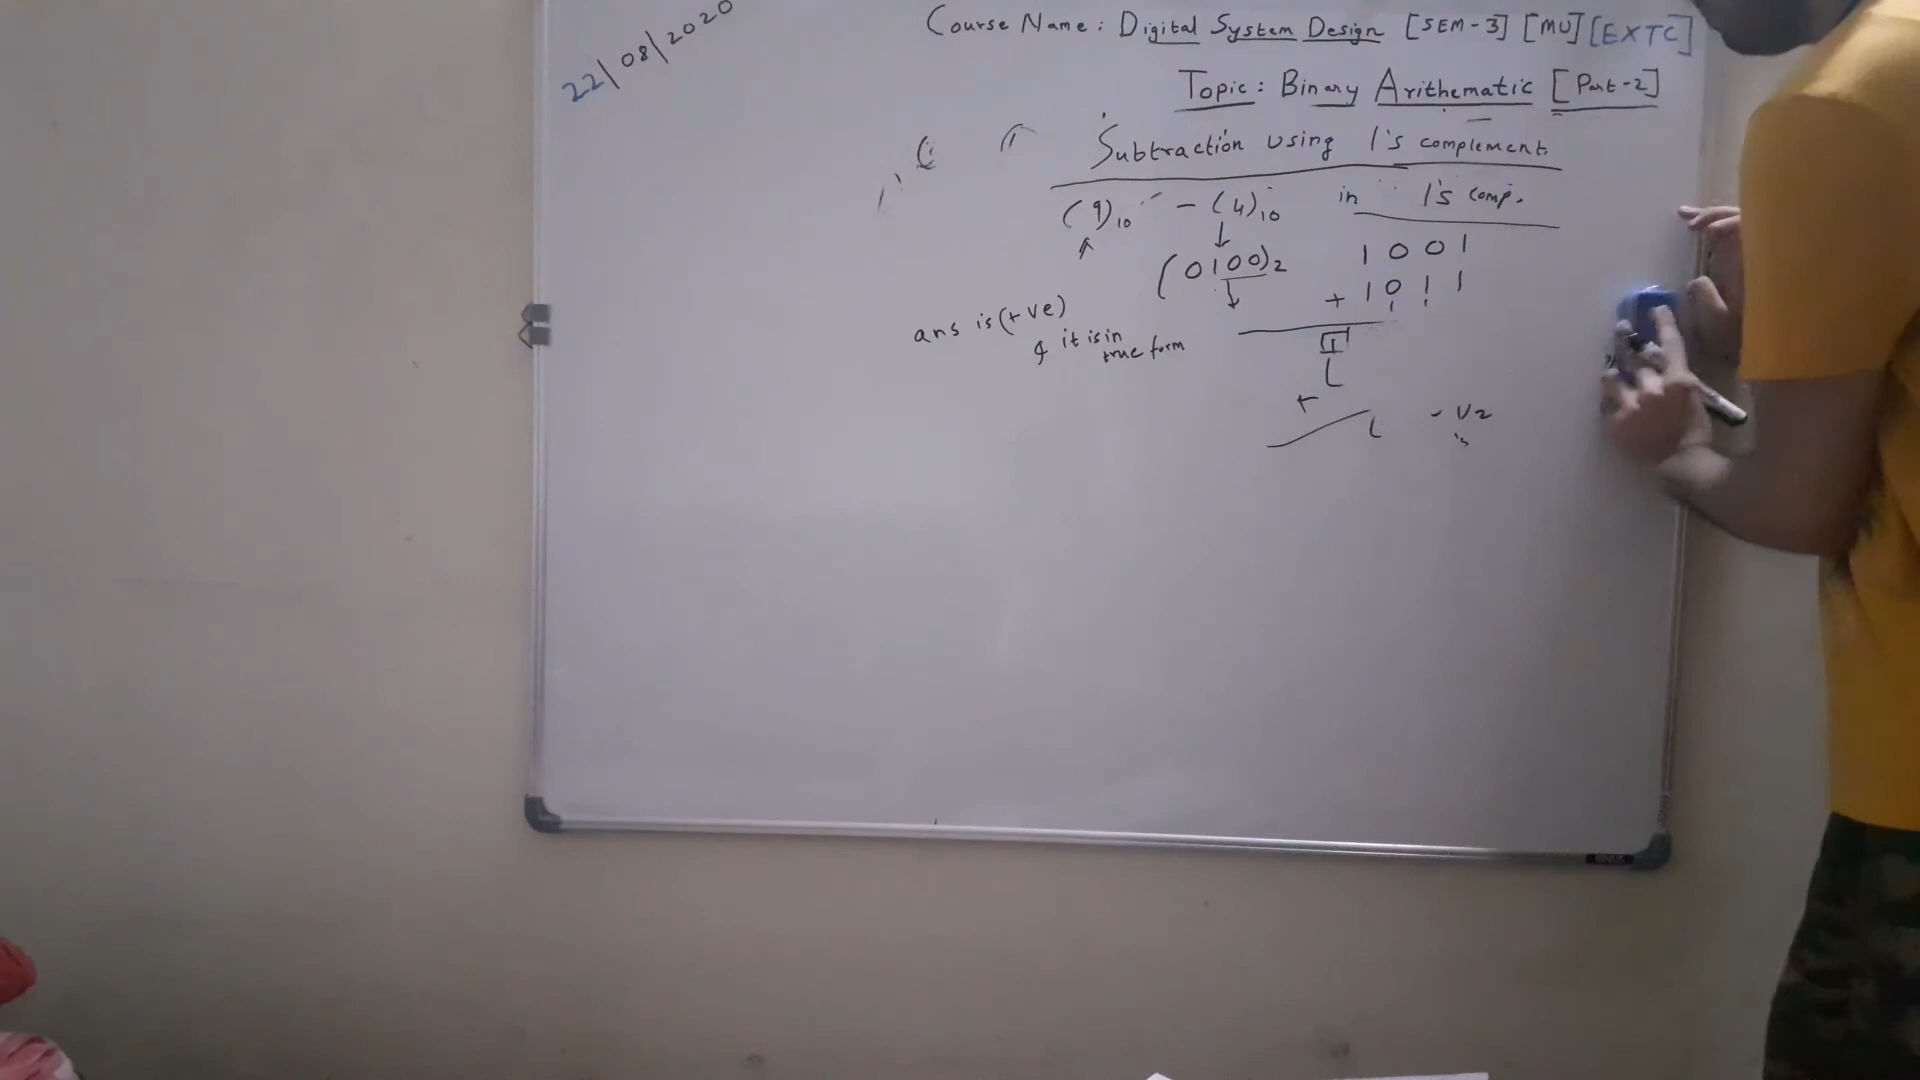 22/08/2020
Course Name: Digital System Design [SEM-3] [MU] [EXTC]
Topic: Binary Arithematic [Part-2]
Subtraction using 1's complement.
(9)10 - (4)10 in 1's comp.
(0100)2
1001
+ 1011
1
ans is (+ve)
& it is in
true form